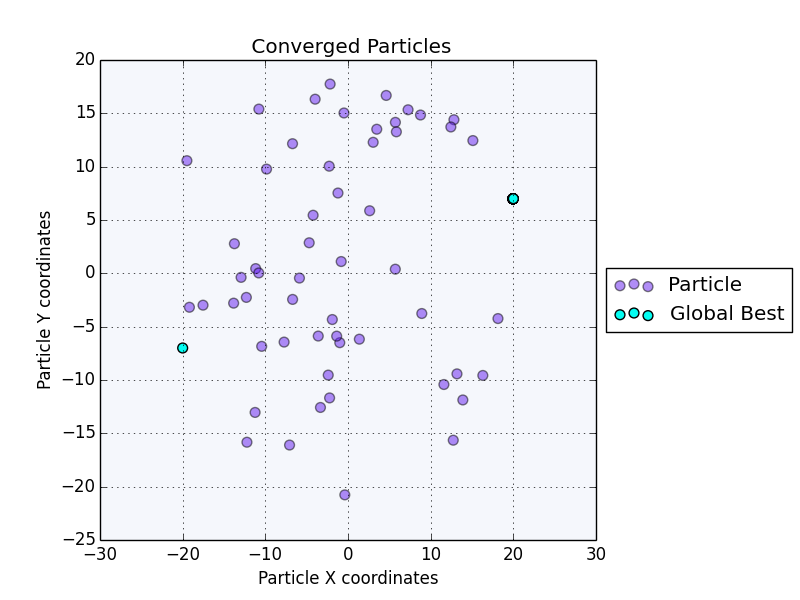 Converged Particles
20
15
10
5
0
−5
−10
−15
−20
−25
−30 −20 −10 0 10 20 30
Particle X coordinates
Particle Y coordinates
Particle
Global Best